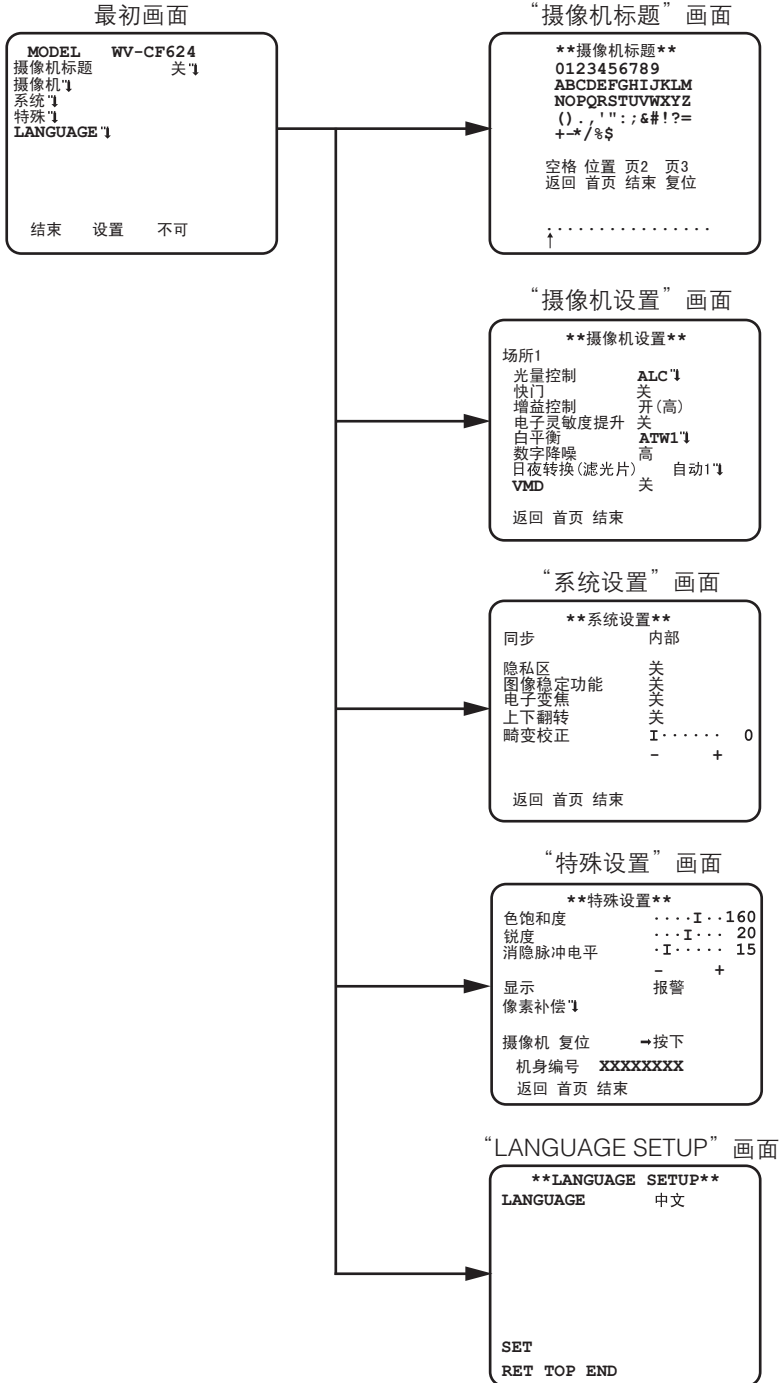 最初画面
MODEL WV-CF624
摄像机标题 关
摄像机
系统
特殊
LANGUAGE
结束 设置 不可
“摄像机标题”画面
**摄像机标题**
0123456789
ABCDEFGHIJKLM
NOPQRSTUVWXYZ
().,'":;&#!?=
+-*/%$
空格 位置 页2 页3
返回 首页 结束 复位
................
↑
“摄像机设置”画面
**摄像机设置**
场所1
光量控制 ALC
快门 关
增益控制 开(高)
电子灵敏度提升 关
白平衡 ATW1
数字降噪 高
日夜转换(滤光片) 自动1
VMD 关
返回 首页 结束
“系统设置”画面
**系统设置**
同步 内部
隐私区 关
图像稳定功能 关
电子变焦 关
上下翻转 关
畸变校正 I······ 0
- +
返回 首页 结束
“特殊设置”画面
**特殊设置**
色饱和度 ····I··160
锐度 ···I··· 20
消隐脉冲电平 ·I····· 15
- +
显示 报警
像素补偿
摄像机 复位 →按下
机身编号 XXXXXXXX
返回 首页 结束
“LANGUAGE SETUP”画面
**LANGUAGE SETUP**
LANGUAGE 中文
SET
RET TOP END